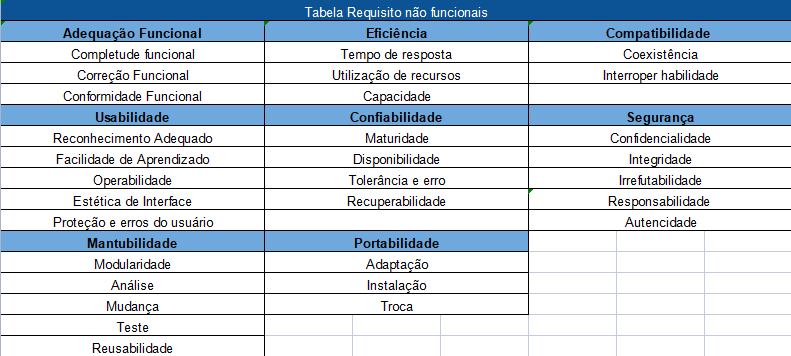 Tabela Requisito não funcionais
Adequação Funcional Eficiência Compatibilidade
Completude funcional Tempo de resposta Coexistência
Correção Funcional Utilização de recursos Interroper habilidade
Conformidade Funcional Capacidade
Usabilidade Confiabilidade Segurança
Reconhecimento Adequado Maturidade Confidencialidade
Facilidade de Aprendizado Disponibilidade Integridade
Operabilidade Tolerância e erro Irrefutabilidade
Estética de Interface Recuperabilidade Responsabilidade
Proteção e erros do usuário Autencidade
Mantubilidade Portabilidade
Modularidade Adaptação
Análise Instalação
Mudança Troca
Teste
Reusabilidade